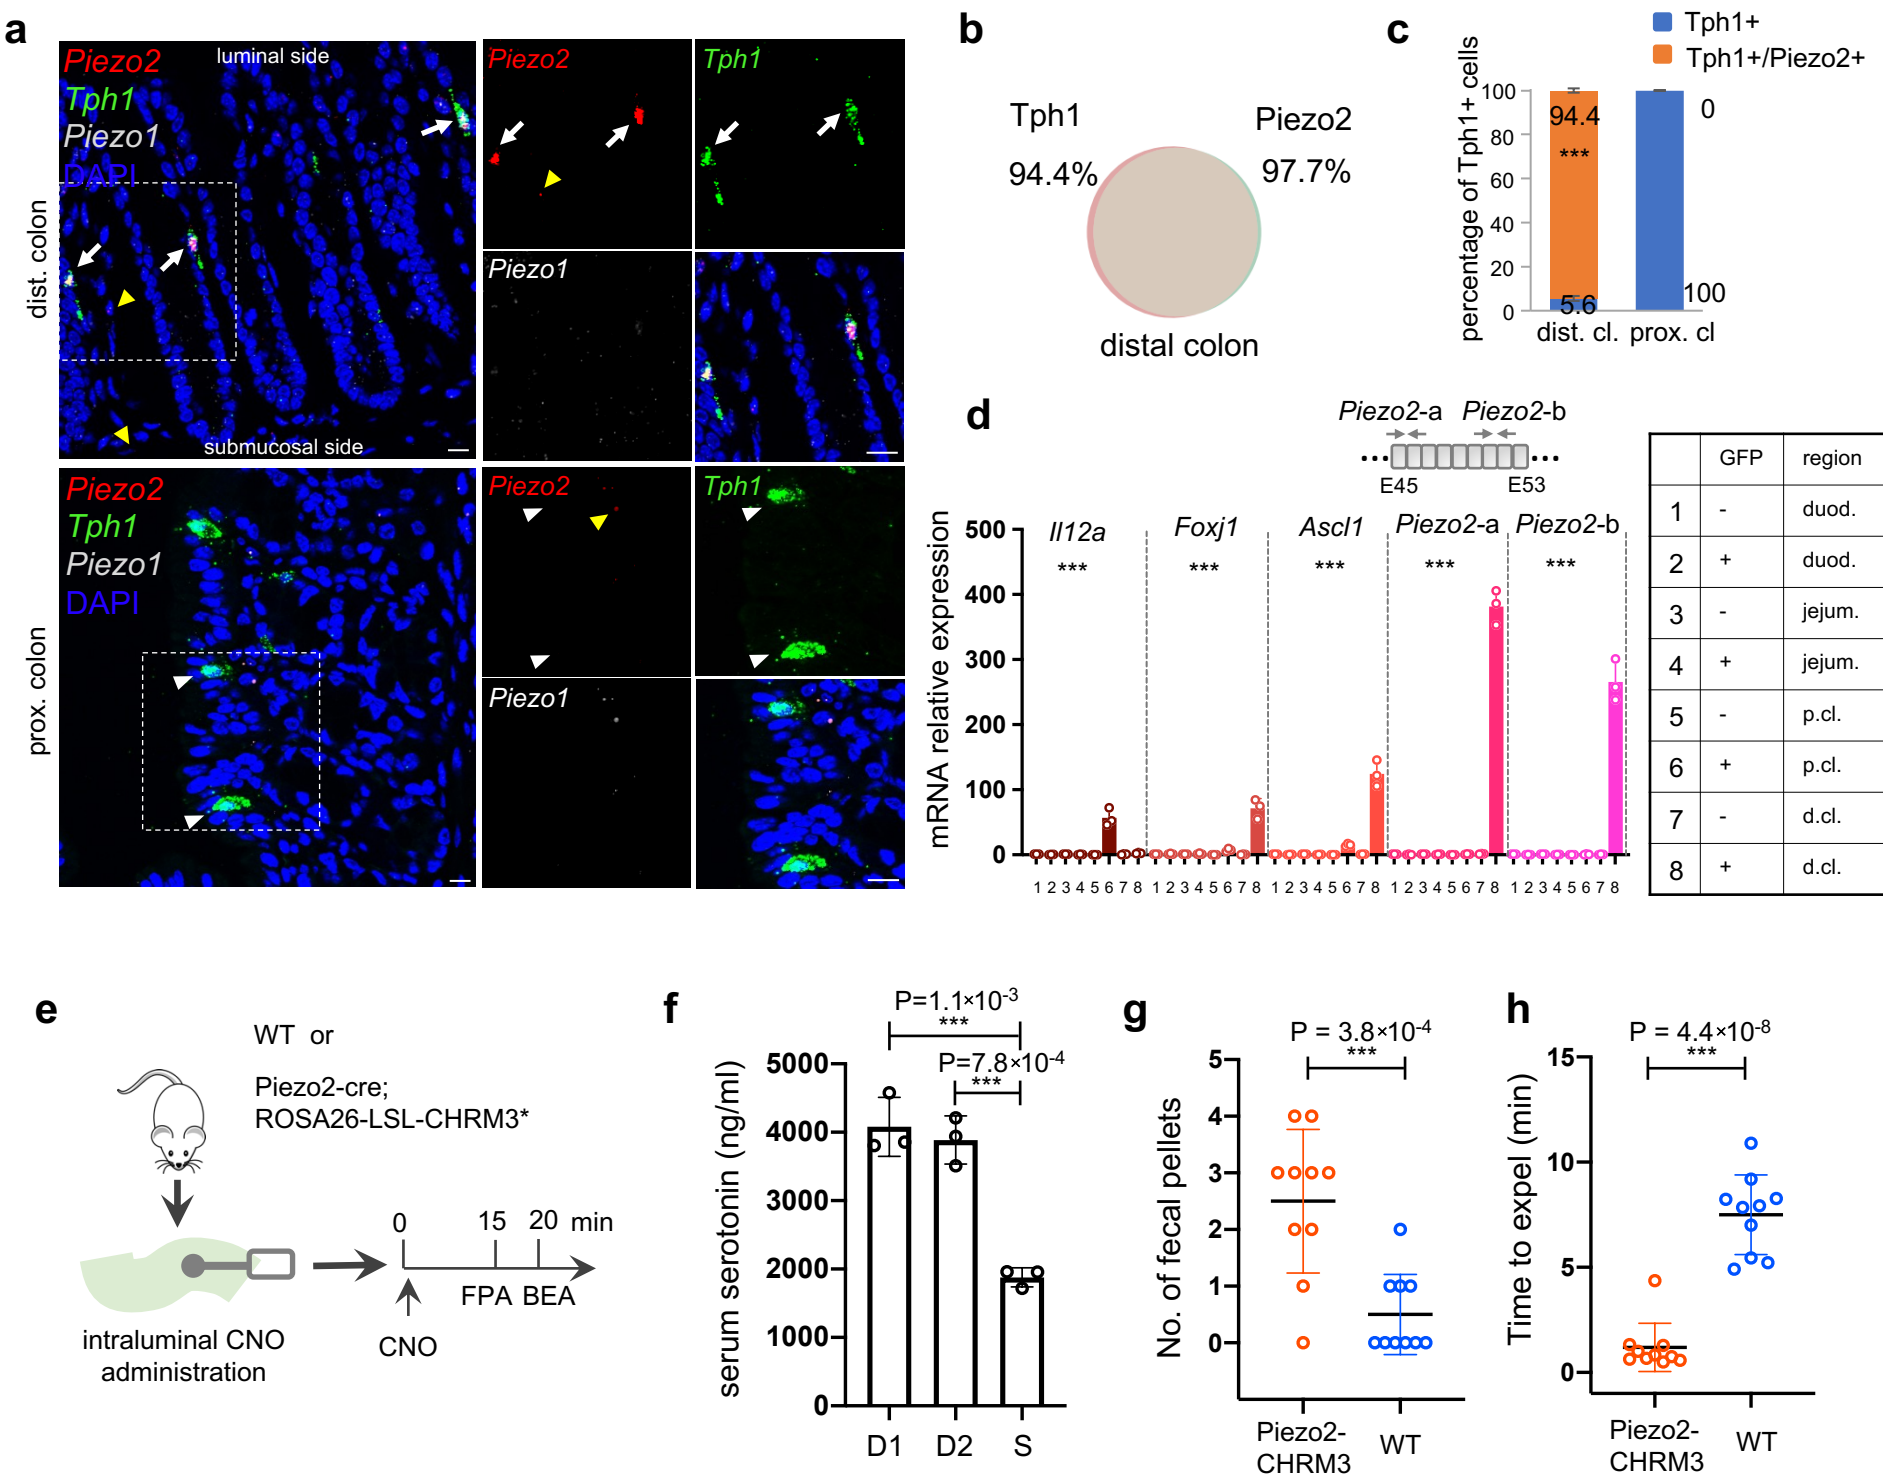 a
dist. colon
Piezo2
Tph1
Piezo1
DAPI
luminal side
submucosal side
Piezo2
Tph1
Piezo1
prox. colon
Piezo2
Tph1
Piezo1
DAPI
Piezo2
Tph1
Piezo1
b
Tph1
94.4%
Piezo2
97.7%
distal colon
c
Tph1+
Tph1+/Piezo2+
percentage of Tph1+ cells
100
80
60
40
20
0
94.4
***
5.6
0
100
dist. cl. prox. cl
d
Piezo2-a Piezo2-b
E45 E53
mRNA relative expression
500
400
300
200
100
0
Il12a
***
Foxj1
***
Ascl1
***
Piezo2-a
***
Piezo2-b
***
1 2 3 4 5 6 7 8 1 2 3 4 5 6 7 8 1 2 3 4 5 6 7 8 1 2 3 4 5 6 7 8 1 2 3 4 5 6 7 8
GFP region
1 - duod.
2 + duod.
3 - jejum.
4 + jejum.
5 - p.cl.
6 + p.cl.
7 - d.cl.
8 + d.cl.
e
WT or
Piezo2-cre;
ROSA26-LSL-CHRM3*
intraluminal CNO
administration
0 15 20 min
FPA BEA
CNO
f
P=1.1×10-3
***
P=7.8×10-4
***
serum serotonin (ng/ml)
5000
4000
3000
2000
1000
0
D1 D2 S
g
P = 3.8×10-4
***
No. of fecal pellets
5
4
3
2
1
0
Piezo2-
CHRM3
WT
h
P = 4.4×10-8
***
Time to expel (min)
15
10
5
0
Piezo2-
CHRM3
WT